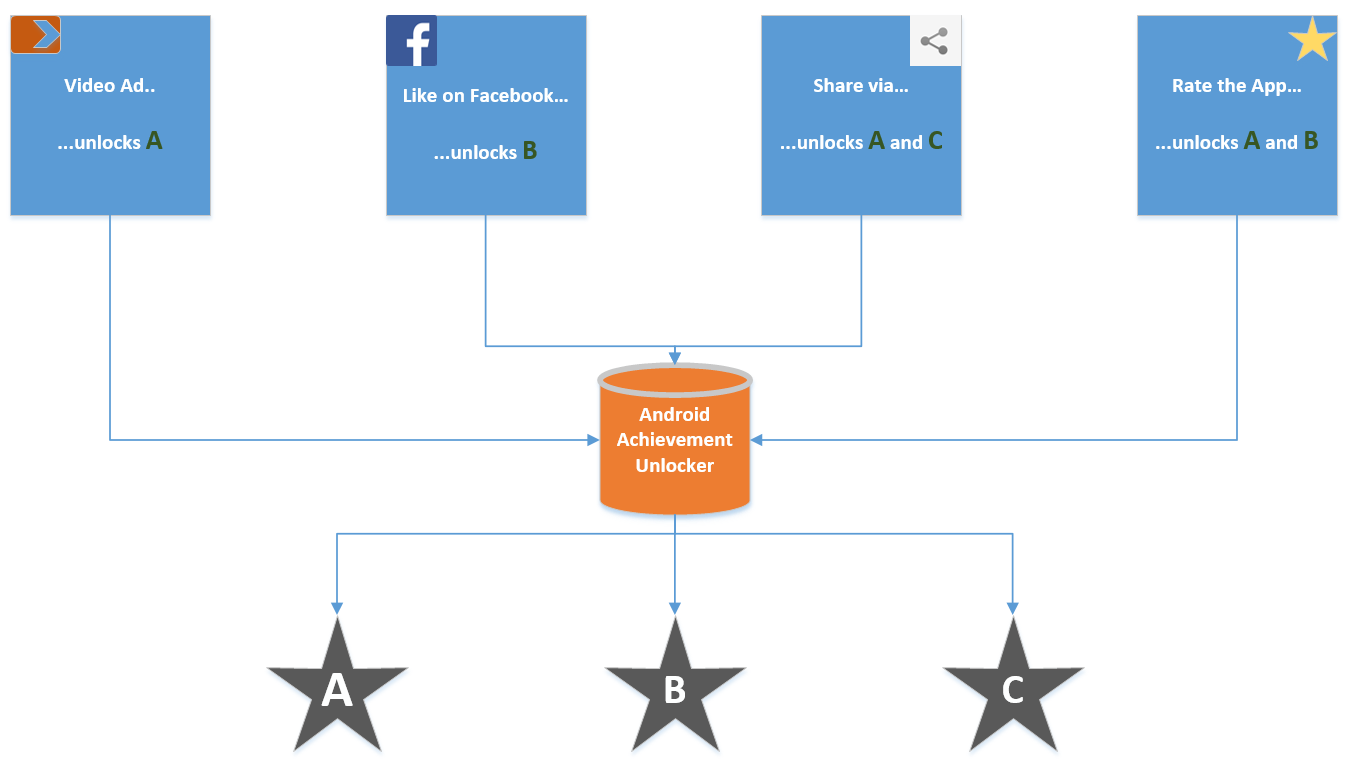 Video Ad..
...unlocks A
Like on Facebook...
...unlocks B
Share via...
...unlocks A and C
Rate the App...
...unlocks A and B
Android
Achievement
Unlocker
A
B
C